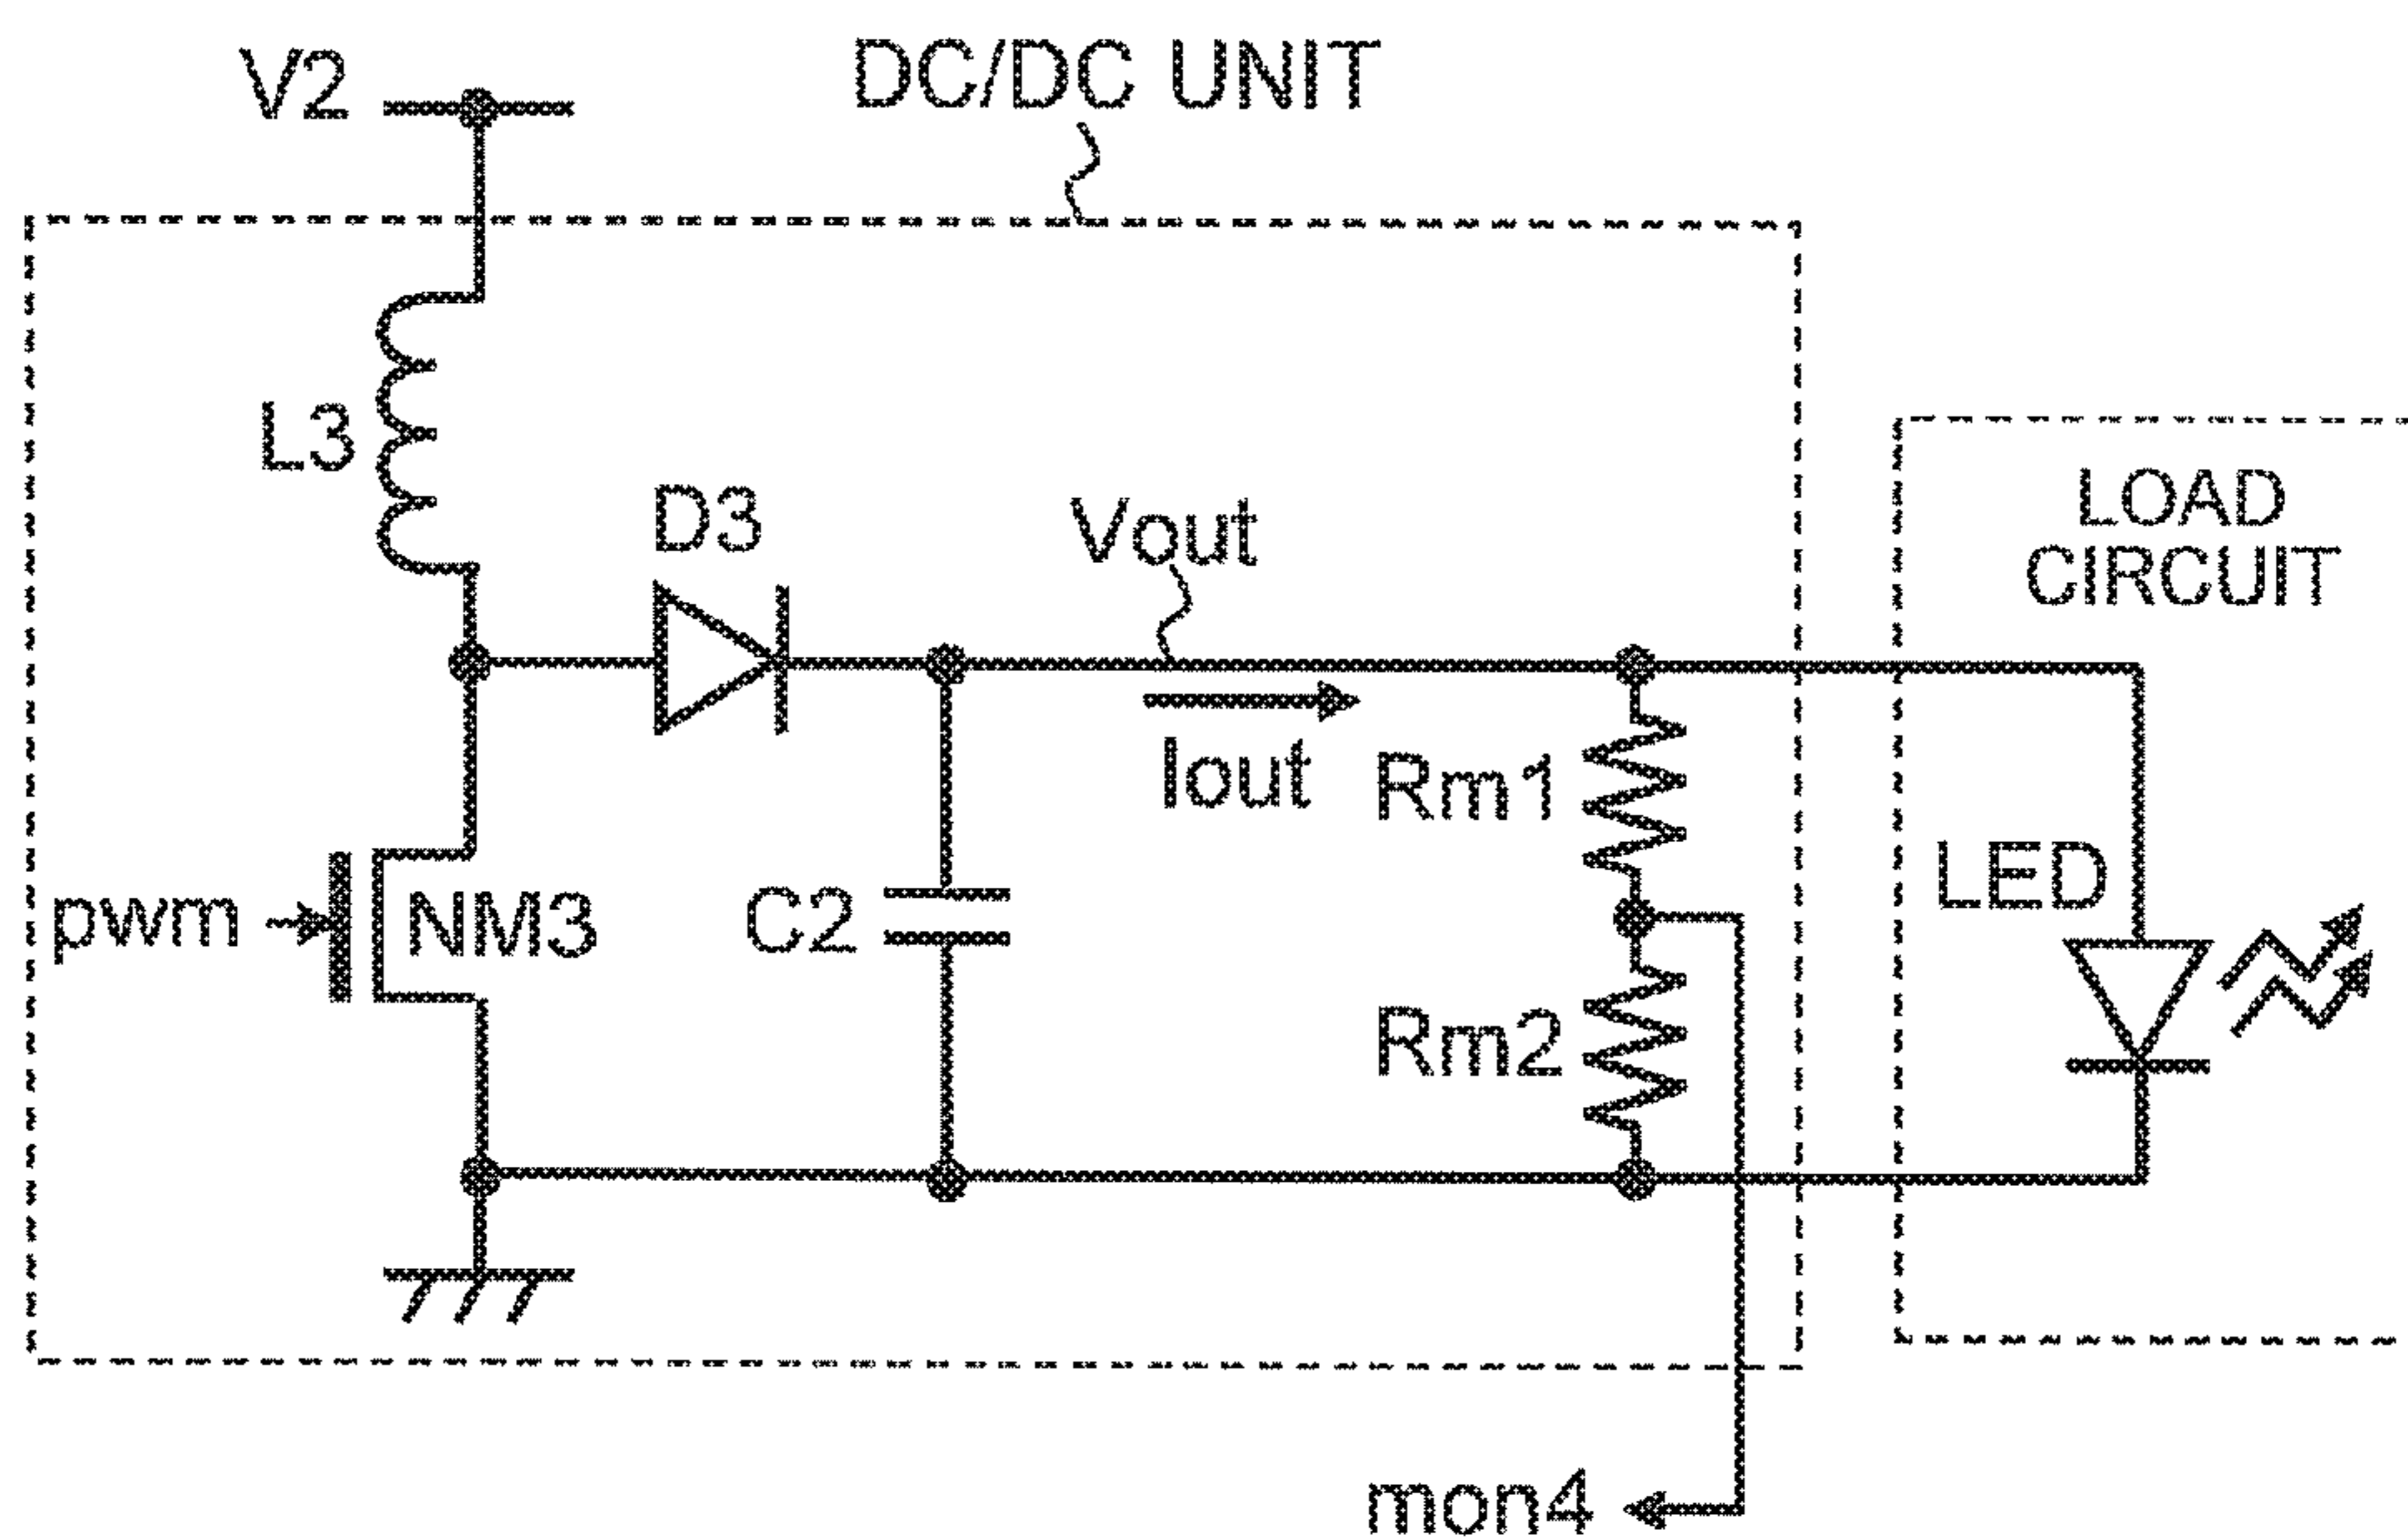 V2
DC/DC UNIT
L3
D3
Vout
LOAD
CIRCUIT
Iout
Rm1
LED
pwm
NM3
C2
Rm2
mon4